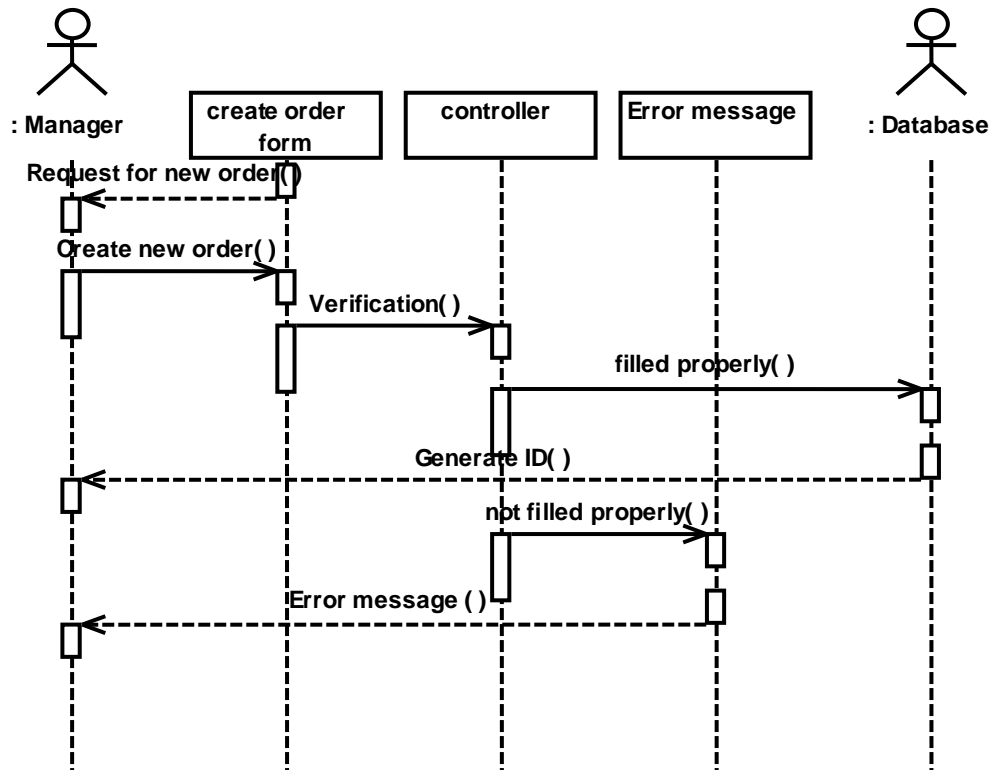 : Manager
create order
form
controller
Error message
: Database
Request for new order( )
Create new order( )
Verification( )
filled properly( )
Generate ID( )
not filled properly( )
Error message ( )